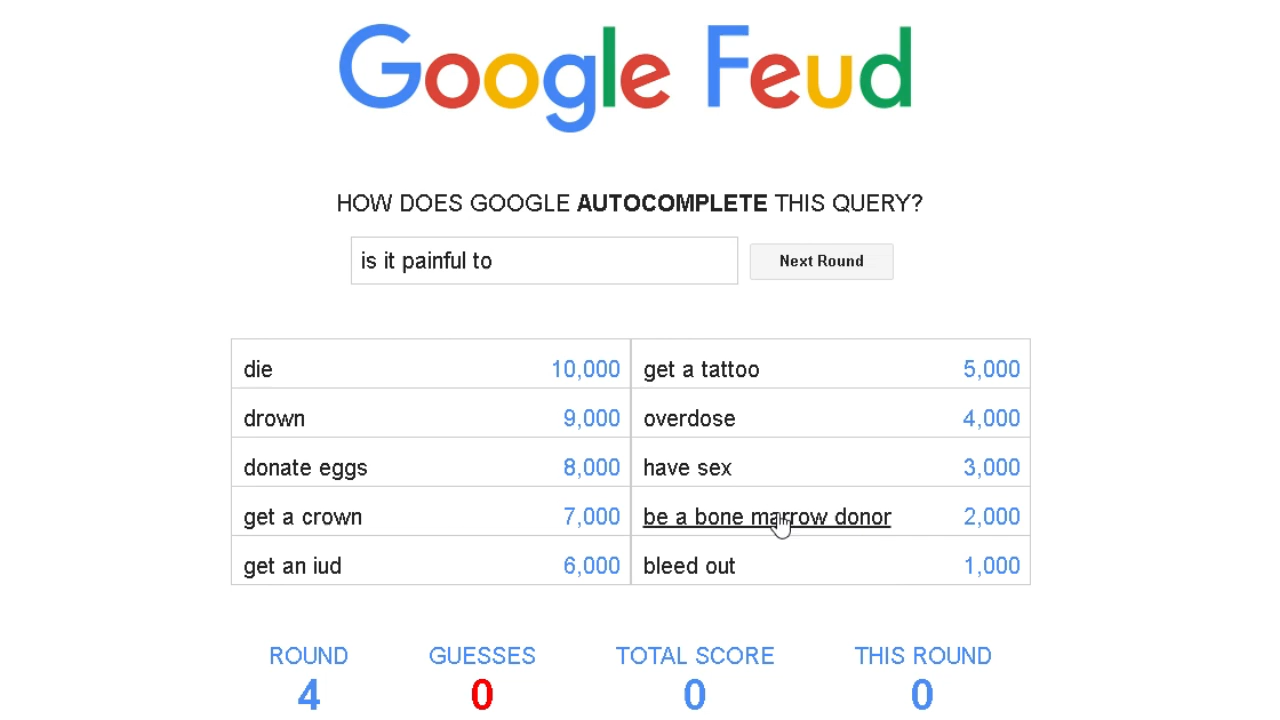 Google Feud
HOW DOES GOOGLE AUTOCOMPLETE THIS QUERY?
is it painful to
Next Round
die 10,000
drown 9,000
donate eggs 8,000
get a crown 7,000
get an iud 6,000
get a tattoo 5,000
overdose 4,000
have sex 3,000
be a bone marrow donor 2,000
bleed out 1,000
ROUND GUESSES TOTAL SCORE THIS ROUND
4 0 0 0